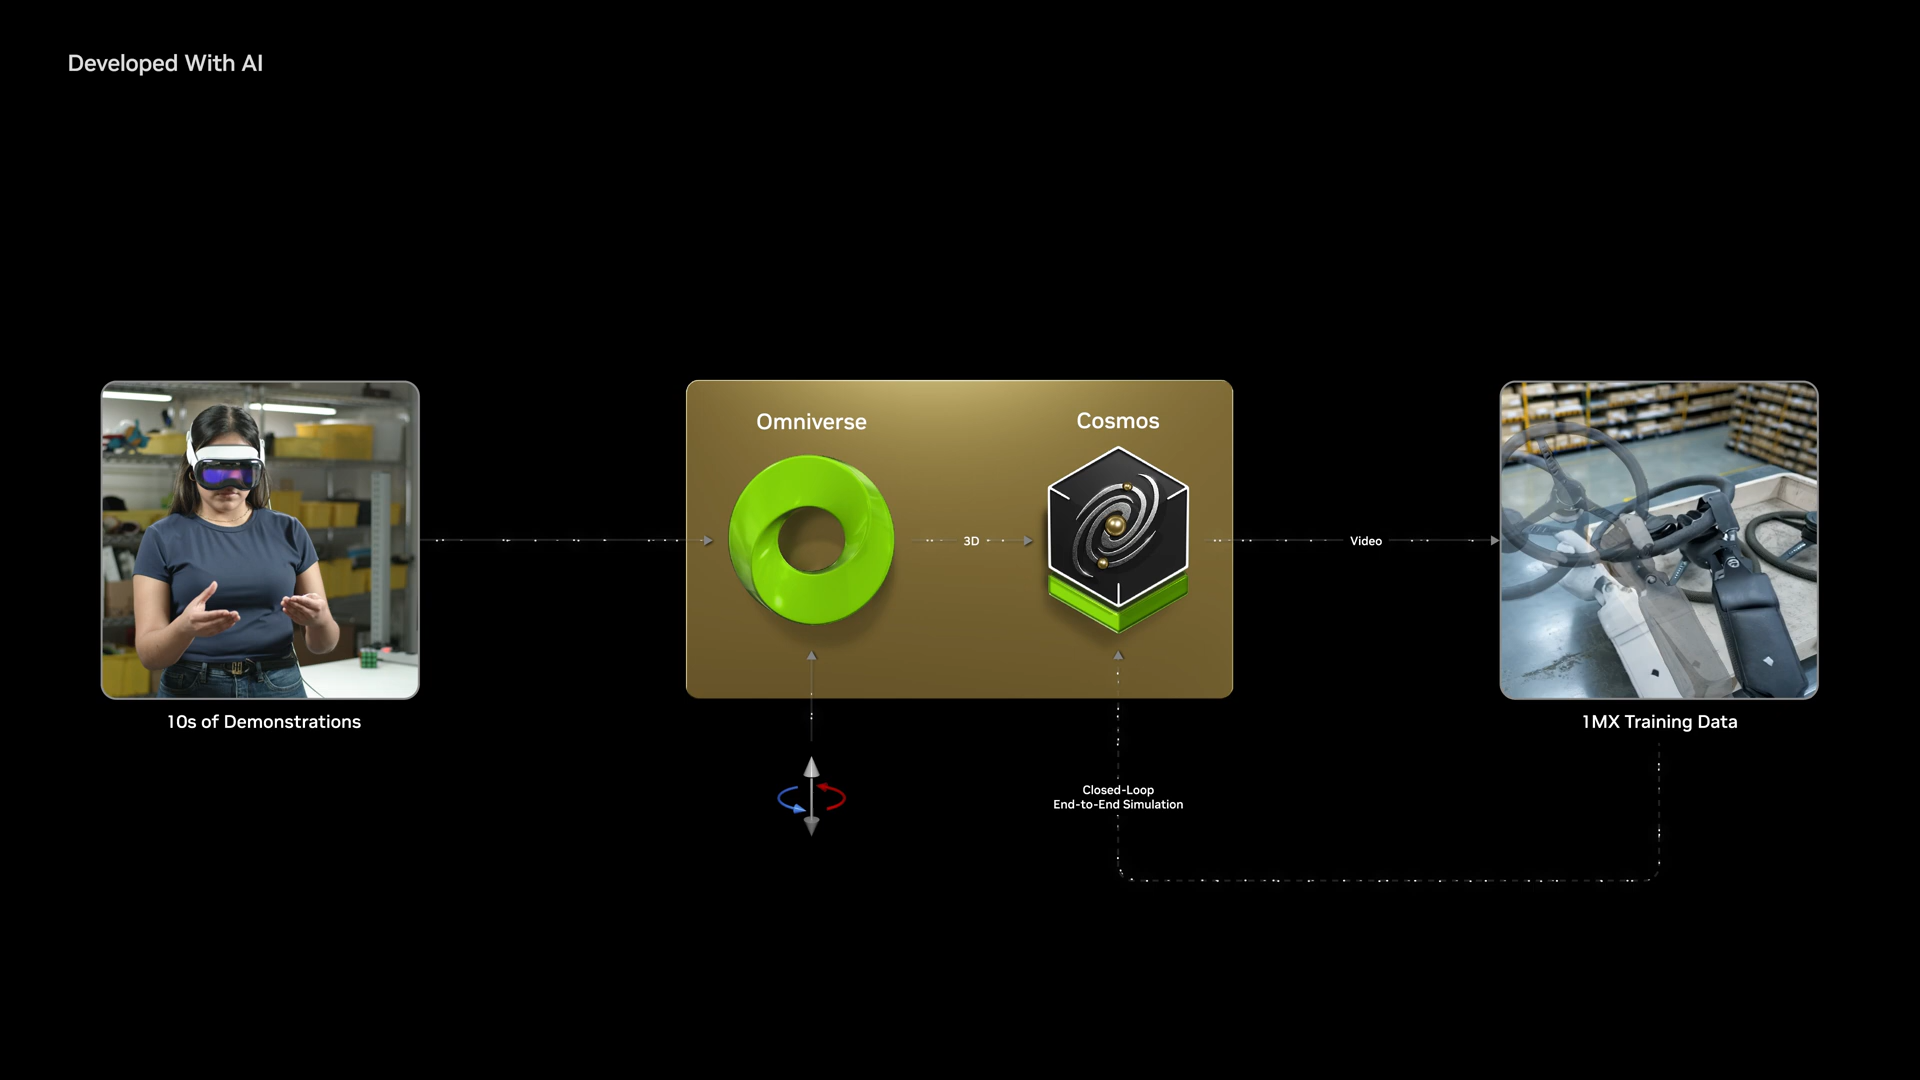 Developed With AI
Omniverse
Cosmos
3D
Video
10s of Demonstrations
1MX Training Data
Closed-Loop
End-to-End Simulation